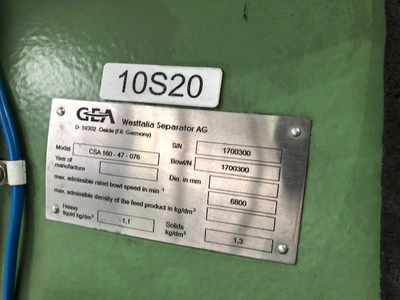 10S20
GEA Westfalia Separator AG
D- 59302 Oelde (F.R. Germany)
Model CSA 160 - 47 - 076 S/N 1700300
Year of manufacture Bowl/N 1700300
Dia. in mm
max. admissible rated bowl speed in min⁻¹ 6800
max. admissible density of the feed product in kg/dm³
Heavy liquid kg/dm³ 1,1 Solids kg/dm³ 1,3